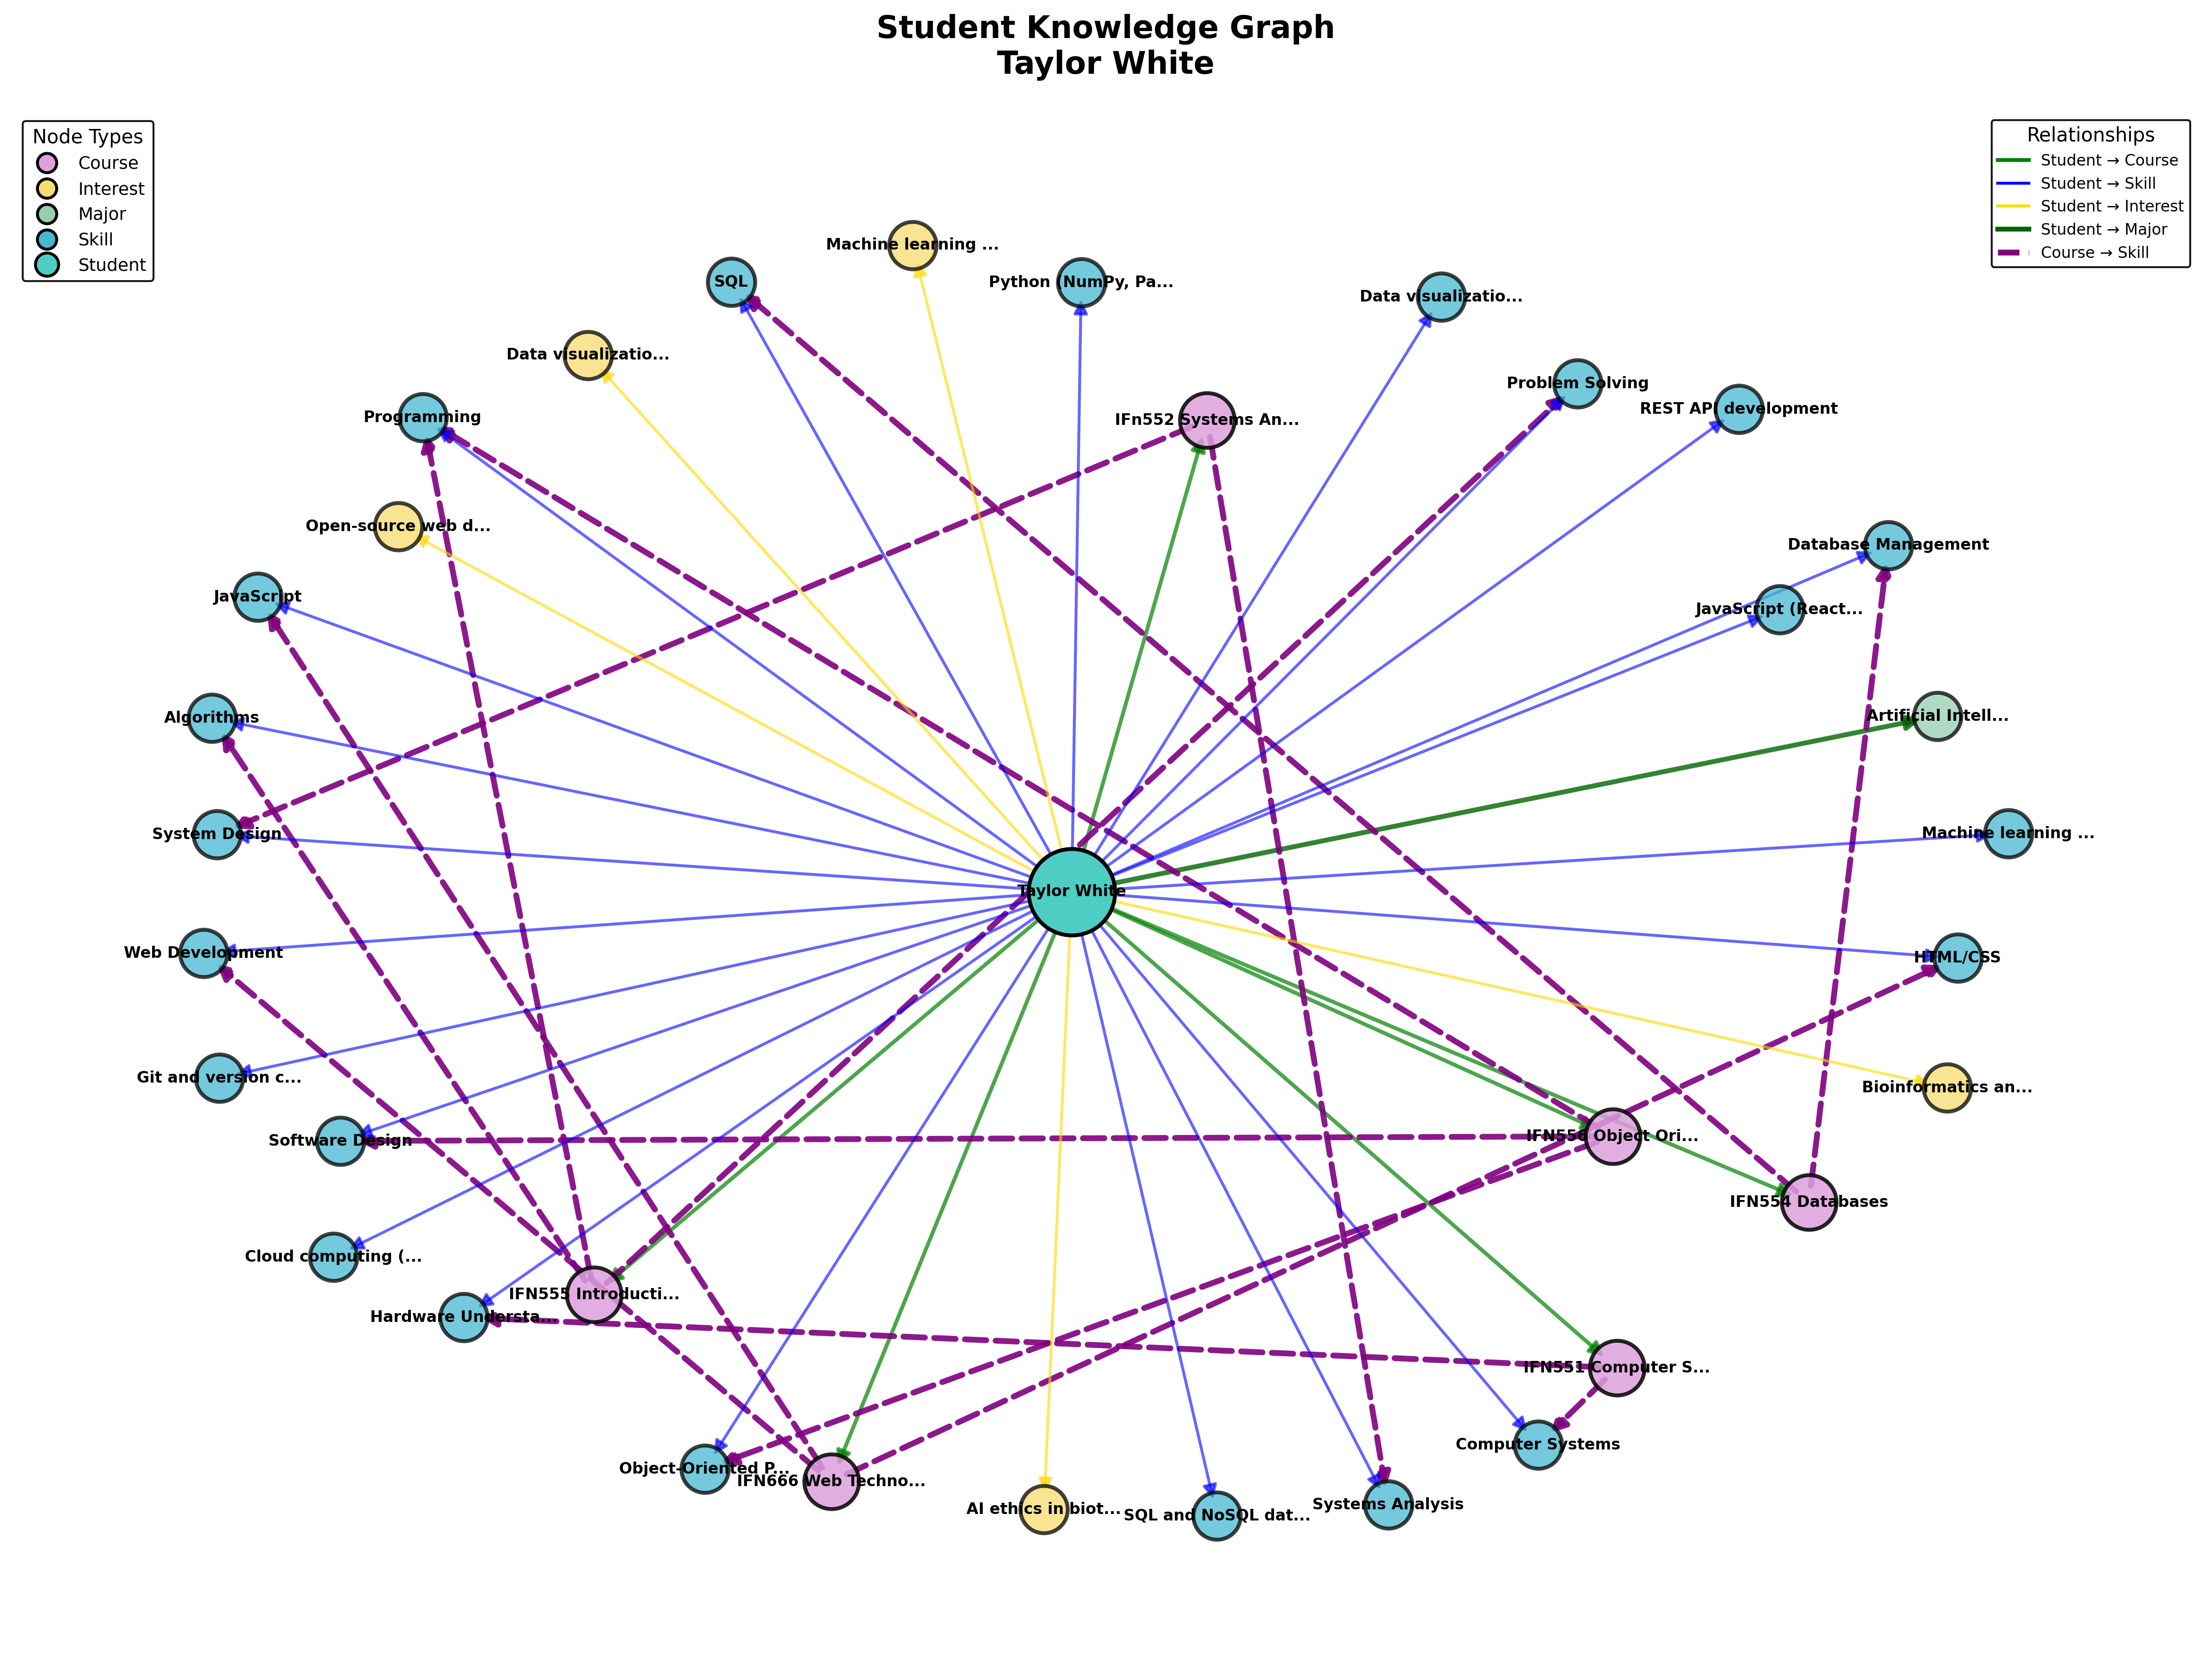 Student Knowledge Graph
Taylor White
Node Types
Course
Interest
Major
Skill
Student
Relationships
Student → Course
Student → Skill
Student → Interest
Student → Major
Course → Skill
Machine learning ...
SQL
Python (NumPy, Pa...
Data visualizatio...
Data visualizatio...
Problem Solving
REST API development
Programming
IFn552 Systems An...
Open-source web d...
Database Management
JavaScript
JavaScript (React...
Algorithms
Artificial Intell...
System Design
Machine learning ...
Taylor White
Web Development
HTML/CSS
Git and version c...
Bioinformatics an...
Software Design
IFN556 Object Ori...
IFN554 Databases
Cloud computing (...
IFN555 Introducti...
Hardware Understa...
IFN551 Computer S...
Computer Systems
Object-Oriented P...
IFN666 Web Techno...
AI ethics in biot...
SQL and NoSQL dat...
Systems Analysis